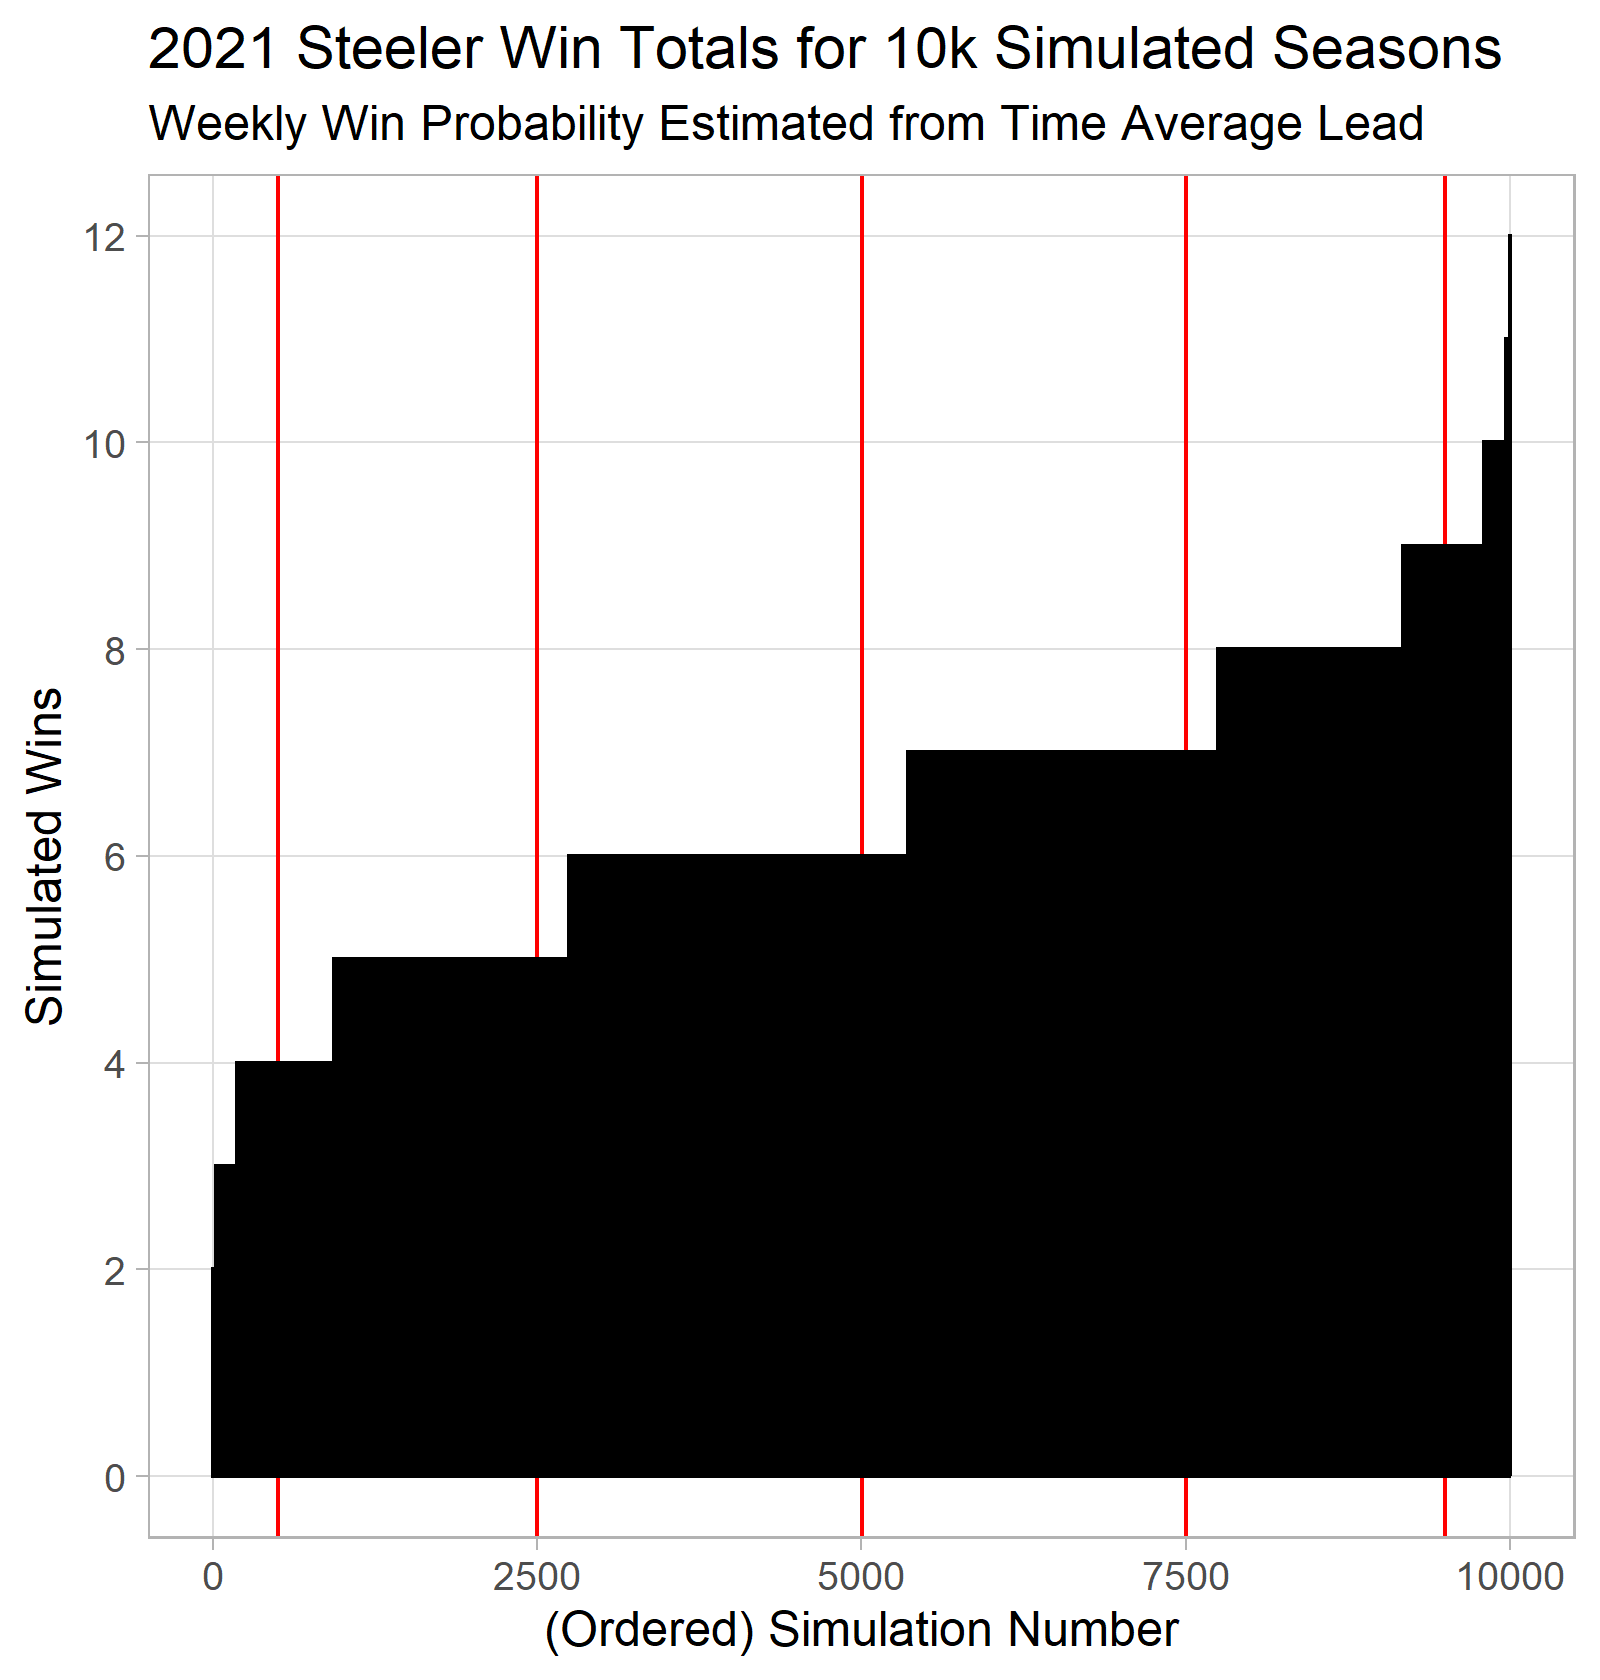 2021 Steeler Win Totals for 10k Simulated Seasons
Weekly Win Probability Estimated from Time Average Lead
12
10
8
6
4
2
0
Simulated Wins
0 2500 5000 7500 10000
(Ordered) Simulation Number